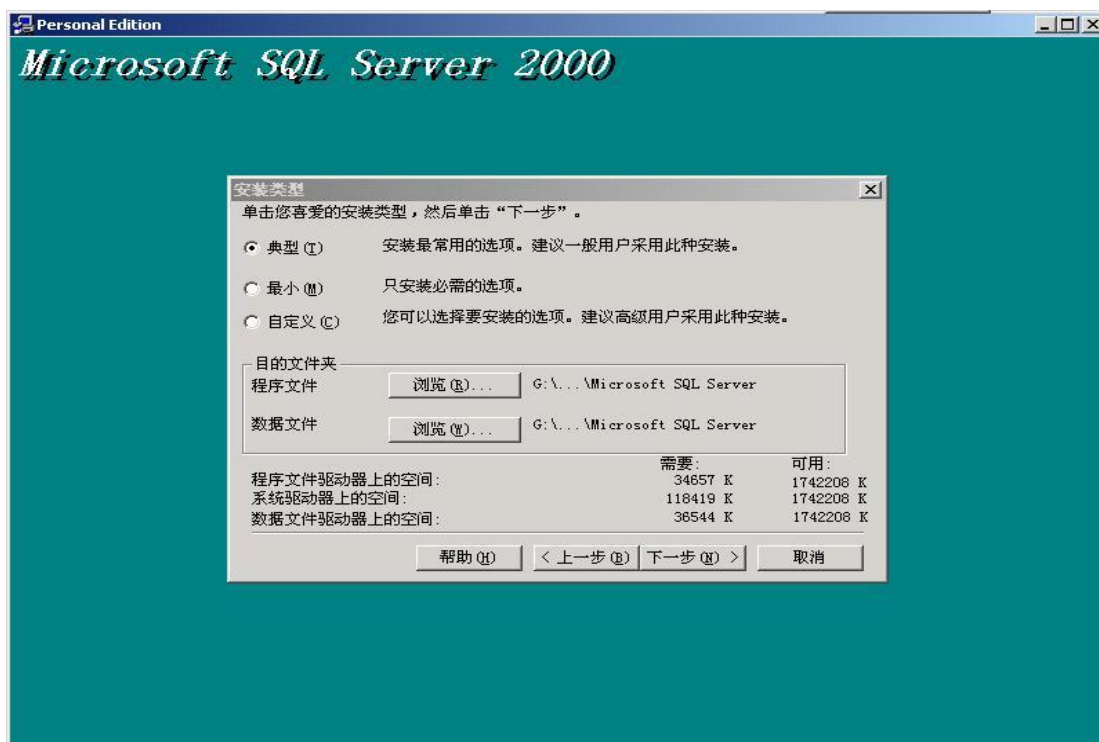 Personal Edition
Microsoft SQL Server 2000
安装类型
单击您喜爱的安装类型，然后单击“下一步”。
典型(T) 安装最常用的选项。建议一般用户采用此种安装。
最小(M) 只安装必需的选项。
自定义(C) 您可以选择要安装的选项。建议高级用户采用此种安装。
目的文件夹
程序文件 浏览(R)... G:\...\Microsoft SQL Server
数据文件 浏览(W)... G:\...\Microsoft SQL Server
需要: 可用:
程序文件驱动器上的空间: 34657 K 1742208 K
系统驱动器上的空间: 118419 K 1742208 K
数据文件驱动器上的空间: 36544 K 1742208 K
帮助(H) < 上一步(B) 下一步(N) > 取消